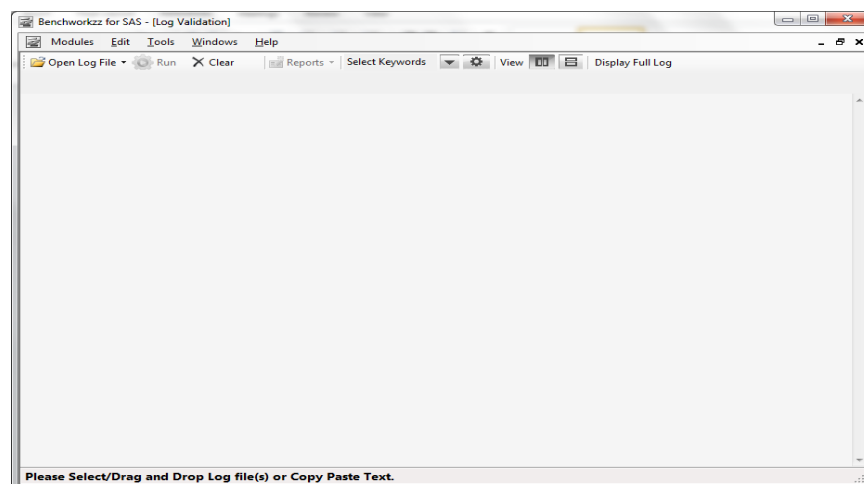 Benchworkzz for SAS - [Log Validation]
Modules Edit Tools Windows Help
Open Log File Run Clear Reports Select Keywords View Display Full Log
Please Select/Drag and Drop Log file(s) or Copy Paste Text.